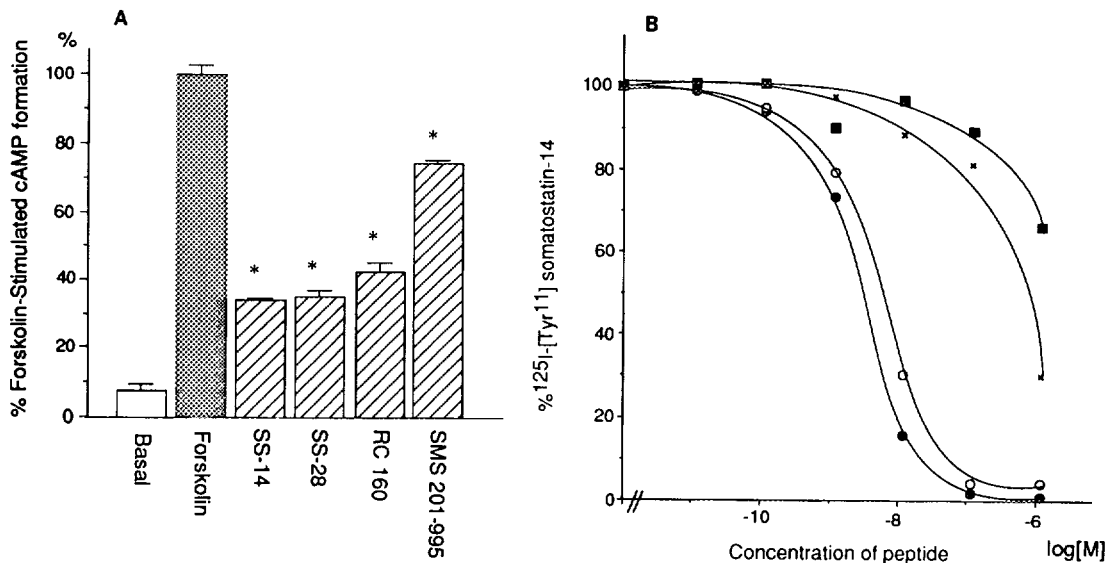 A
%
% Forskolin-Stimulated cAMP formation
100
80
60
40
20
0
*
*
*
*
Basal
Forskolin
SS-14
SS-28
RC 160
SMS 201-995
B
%125I-[Tyr11] somatostatin-14
100
80
60
40
20
0
-10
-8
-6
Concentration of peptide
log[M]